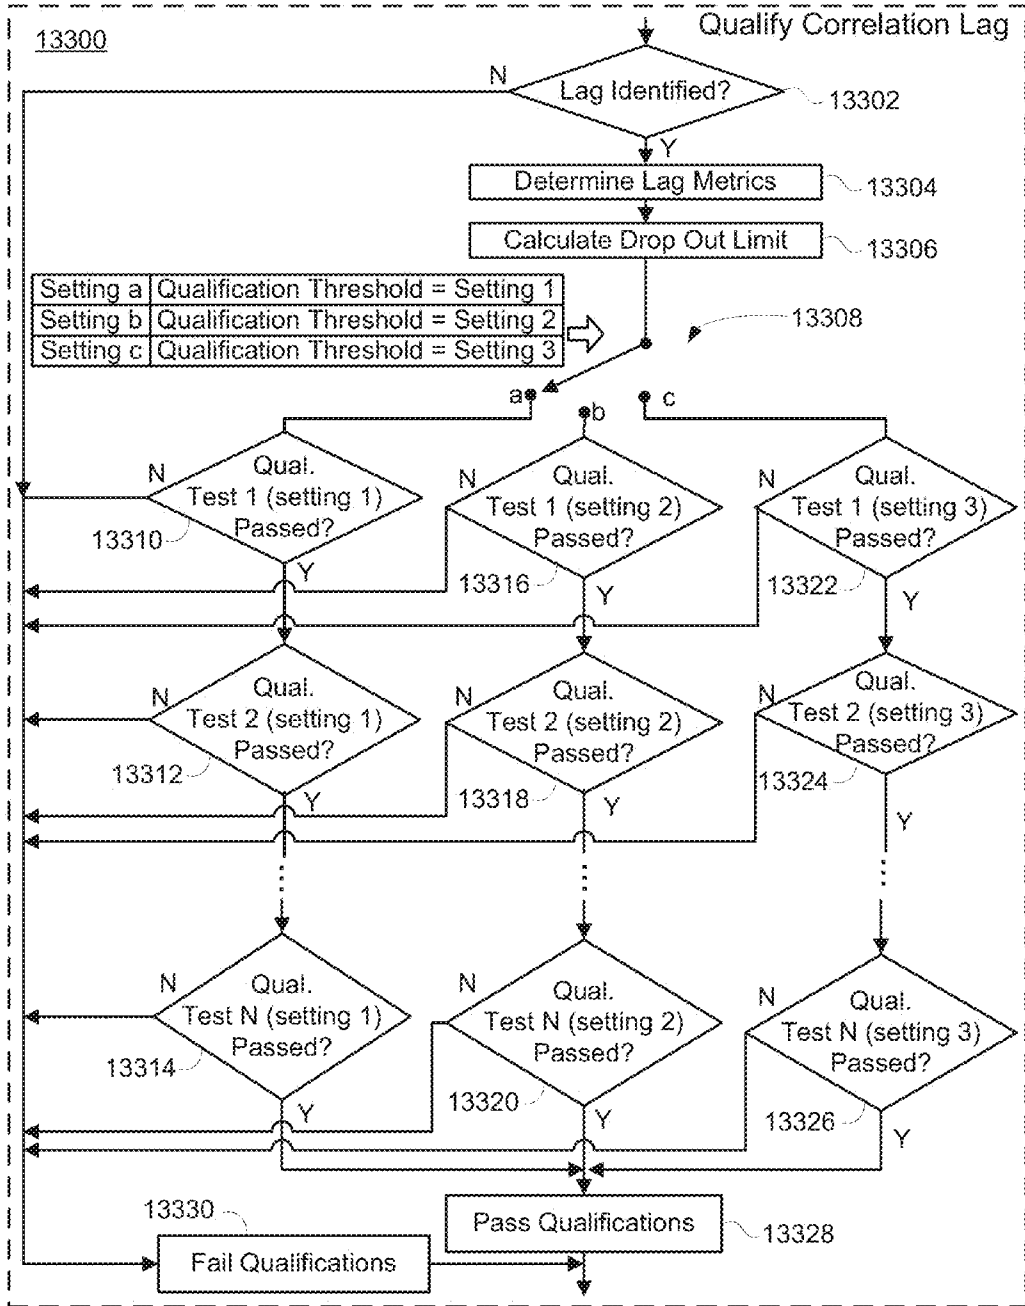 13300
Qualify Correlation Lag
N
Lag Identified?
13302
Y
Determine Lag Metrics
13304
Calculate Drop Out Limit
13306
Setting a Qualification Threshold = Setting 1
Setting b Qualification Threshold = Setting 2
Setting c Qualification Threshold = Setting 3
13308
a
b
c
N
Qual.
Test 1 (setting 1)
Passed?
13310
Y
N
Qual.
Test 1 (setting 2)
Passed?
13316
Y
N
Qual.
Test 1 (setting 3)
Passed?
13322
Y
N
Qual.
Test 2 (setting 1)
Passed?
13312
Y
N
Qual.
Test 2 (setting 2)
Passed?
13318
Y
N
Qual.
Test 2 (setting 3)
Passed?
13324
Y
N
Qual.
Test N (setting 1)
Passed?
13314
Y
N
Qual.
Test N (setting 2)
Passed?
13320
Y
N
Qual.
Test N (setting 3)
Passed?
13326
Y
Pass Qualifications
13328
13330
Fail Qualifications